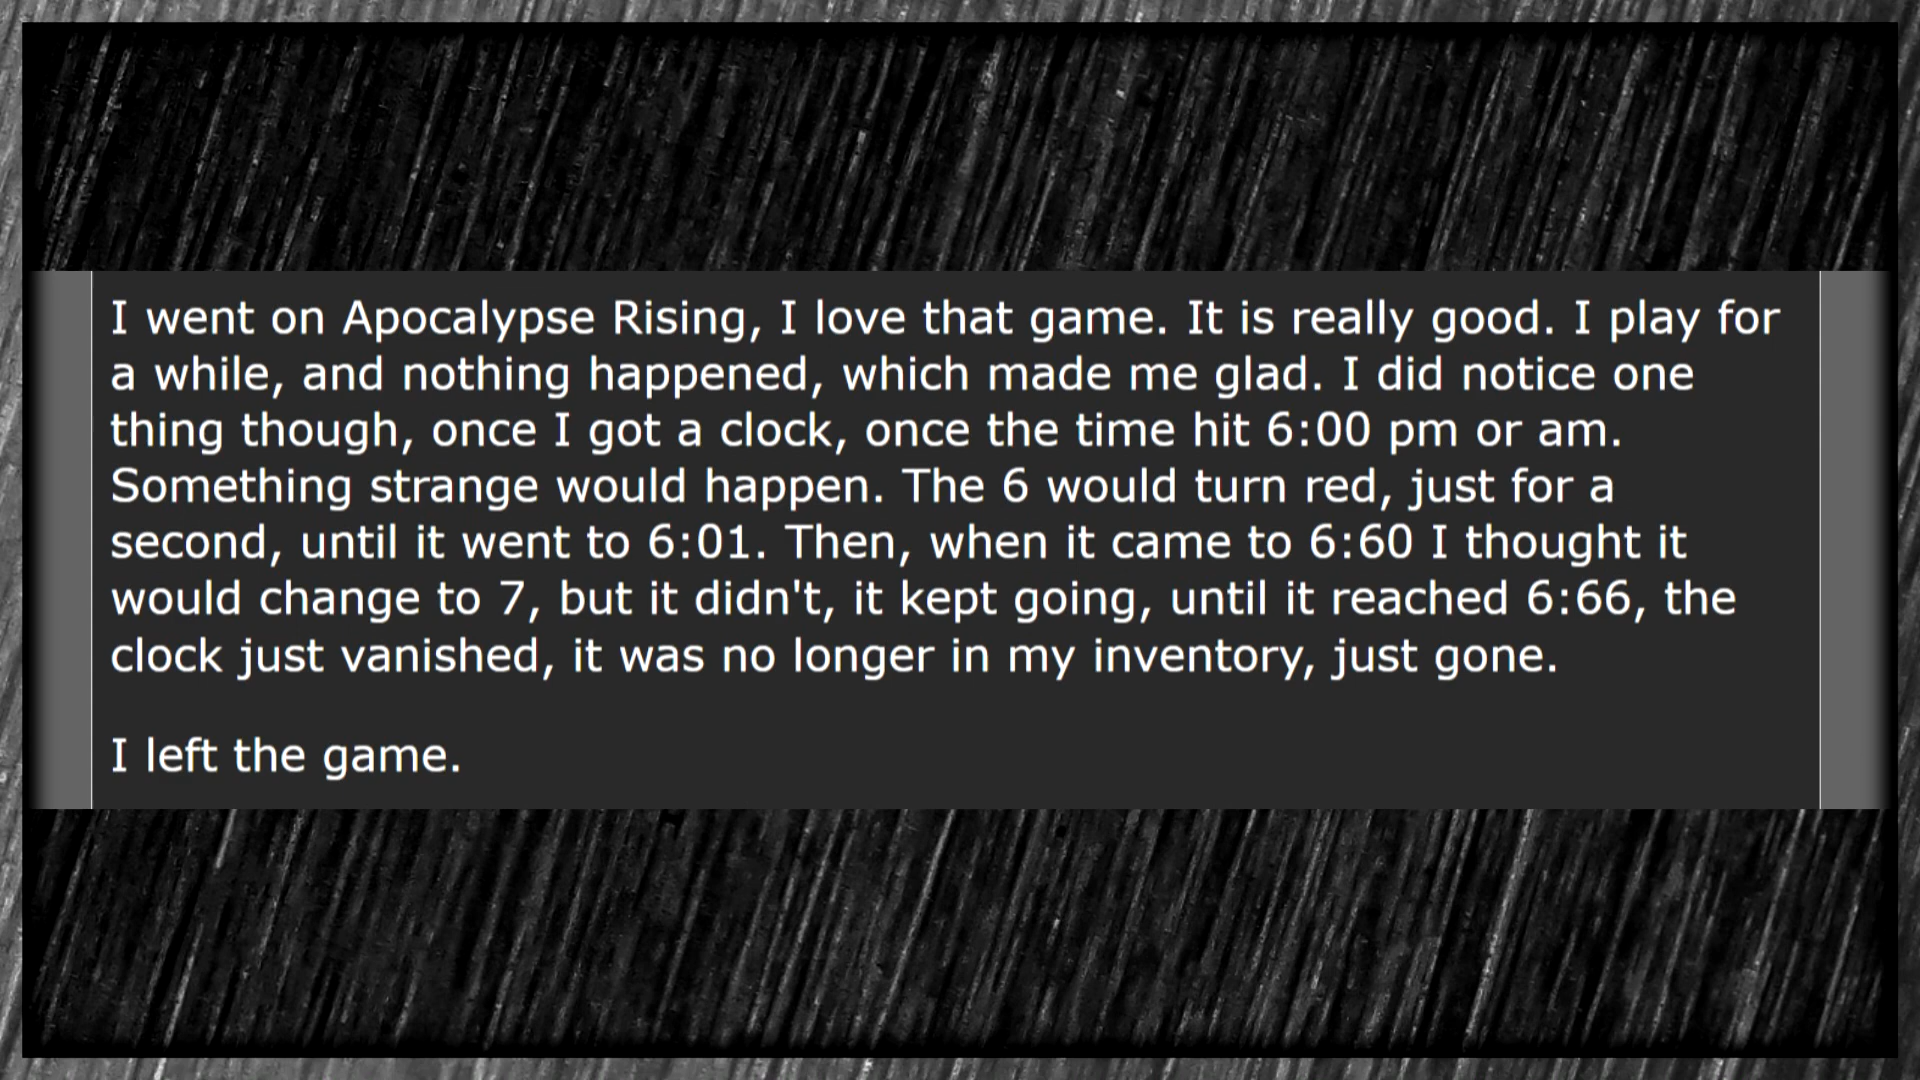 I went on Apocalypse Rising, I love that game. It is really good. I play for
a while, and nothing happened, which made me glad. I did notice one
thing though, once I got a clock, once the time hit 6:00 pm or am.
Something strange would happen. The 6 would turn red, just for a
second, until it went to 6:01. Then, when it came to 6:60 I thought it
would change to 7, but it didn't, it kept going, until it reached 6:66, the
clock just vanished, it was no longer in my inventory, just gone.
I left the game.